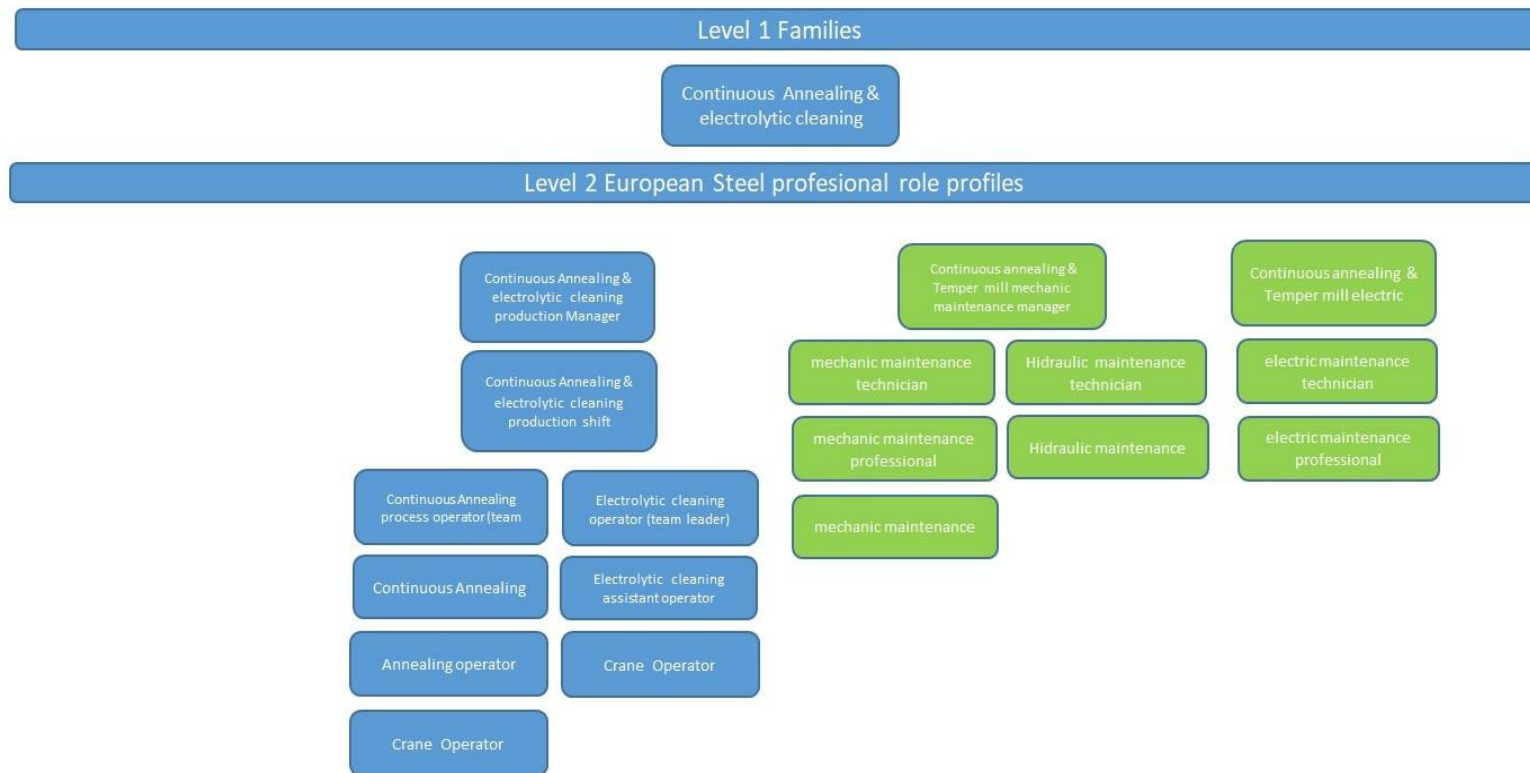 Level 1 Families
Continuous Annealing &
electrolytic cleaning
Level 2 European Steel profesional role profiles
Continuous Annealing &
electrolytic cleaning
production Manager
Continuous Annealing &
electrolytic cleaning
production shift
Continuous Annealing
process operator (team
Electrolytic cleaning
operator (team leader)
Continuous Annealing
Electrolytic cleaning
assistant operator
Annealing operator
Crane Operator
Crane Operator
Continuous annealing &
Temper mill mechanic
maintenance manager
mechanic maintenance
technician
Hidraulic maintenance
technician
mechanic maintenance
professional
Hidraulic maintenance
mechanic maintenance
Continuous annealing &
Temper mill electric
electric maintenance
technician
electric maintenance
professional